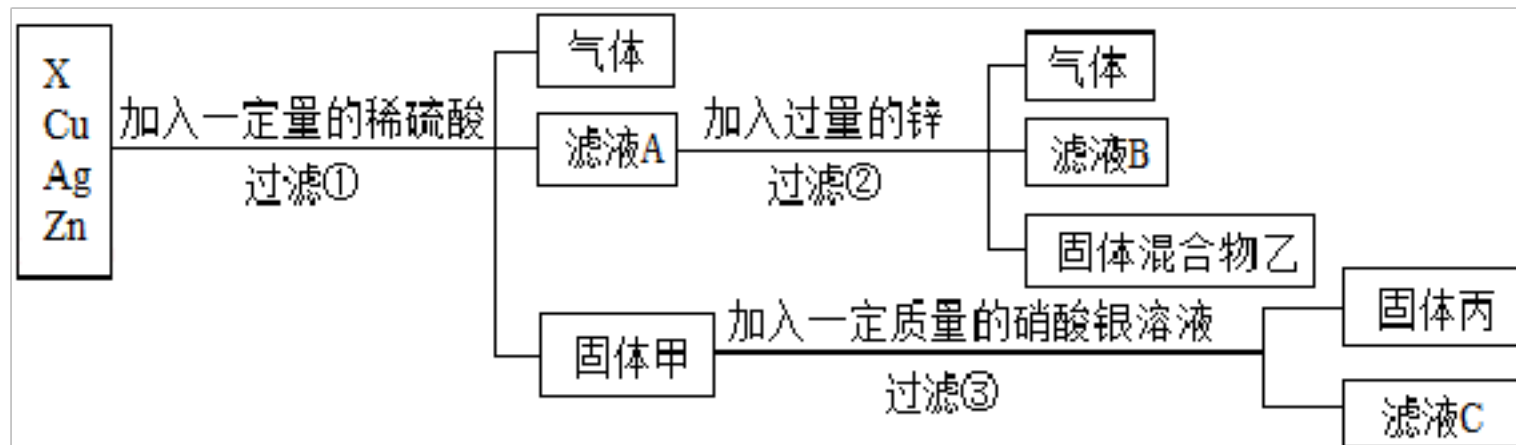 X
Cu
Ag
Zn
加入一定量的稀硫酸
过滤①
气体
滤液A
固体甲
加入过量的锌
过滤②
气体
滤液B
固体混合物乙
加入一定质量的硝酸银溶液
过滤③
固体丙
滤液C